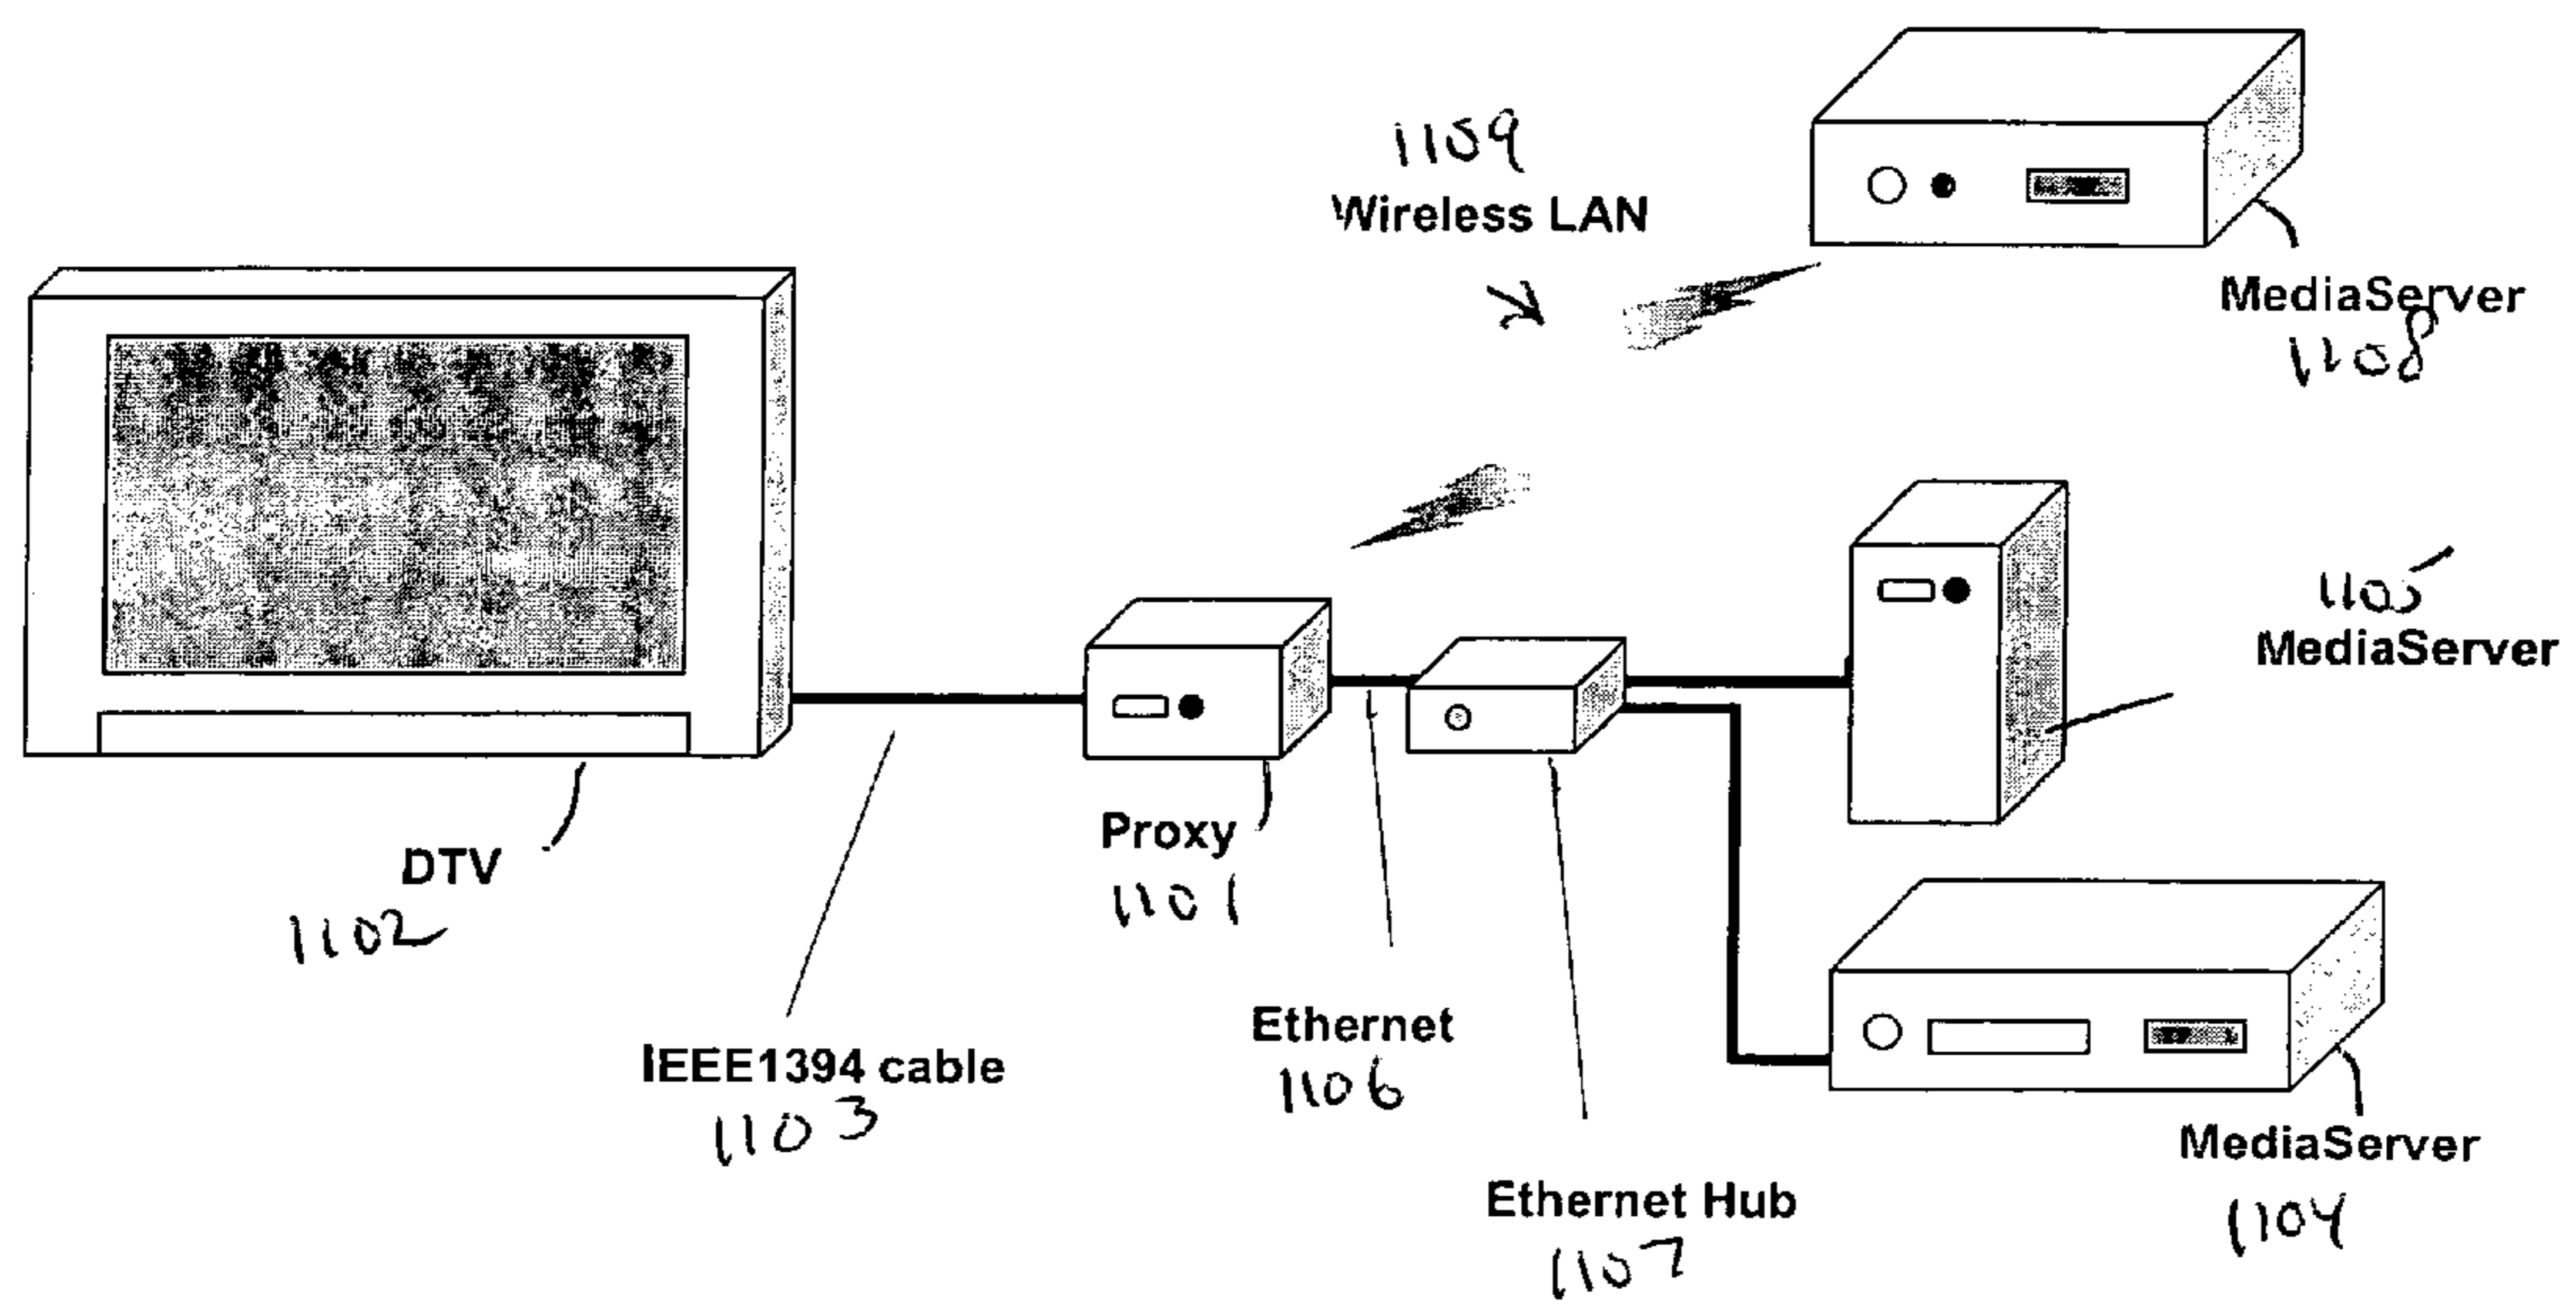 1109
Wireless LAN
MediaServer
1108
1105
MediaServer
Proxy
1101
DTV
1102
Ethernet
1106
IEEE1394 cable
1103
MediaServer
1104
Ethernet Hub
1107